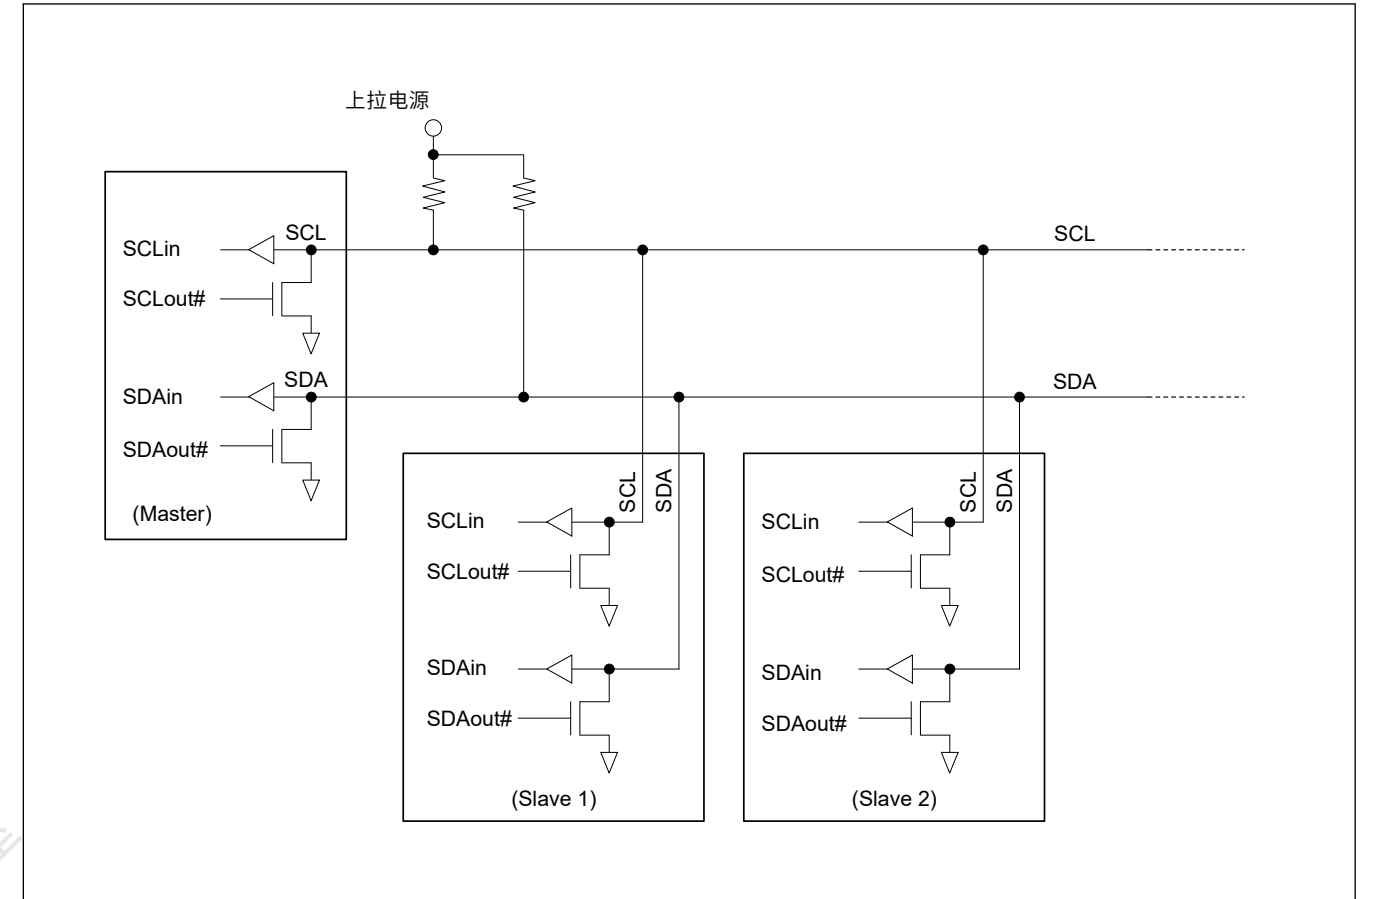 上拉电源
SCL
SCLin
SCLout#
SDA
SDAin
SDAout#
(Master)
SCL
SDA
SCL
SDA
SCLin
SCLout#
SDAin
SDAout#
(Slave 1)
SCL
SDA
SCLin
SCLout#
SDAin
SDAout#
(Slave 2)